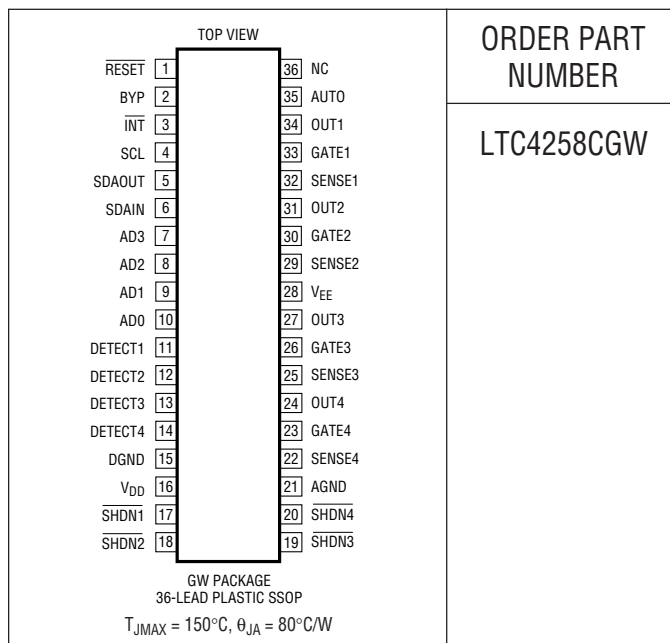 TOP VIEW
RESET 1
BYP 2
INT 3
SCL 4
SDAOUT 5
SDAIN 6
AD3 7
AD2 8
AD1 9
AD0 10
DETECT1 11
DETECT2 12
DETECT3 13
DETECT4 14
DGND 15
VDD 16
SHDN1 17
SHDN2 18
36 NC
35 AUTO
34 OUT1
33 GATE1
32 SENSE1
31 OUT2
30 GATE2
29 SENSE2
28 VEE
27 OUT3
26 GATE3
25 SENSE3
24 OUT4
23 GATE4
22 SENSE4
21 AGND
20 SHDN4
19 SHDN3
GW PACKAGE
36-LEAD PLASTIC SSOP
TJMAX = 150°C, θJA = 80°C/W
ORDER PART
NUMBER
LTC4258CGW